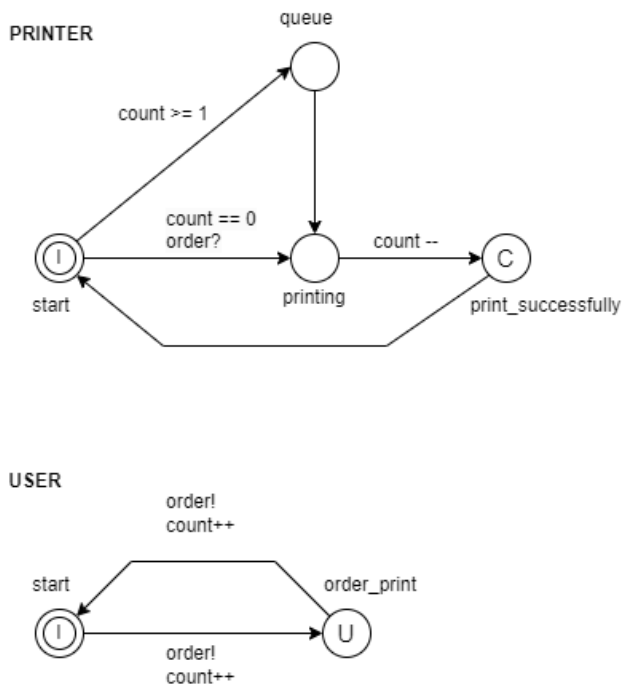 PRINTER
queue
count >= 1
count == 0
order?
count --
I
C
start
printing
print_successfully
USER
order!
count++
start
order_print
I
U
order!
count++